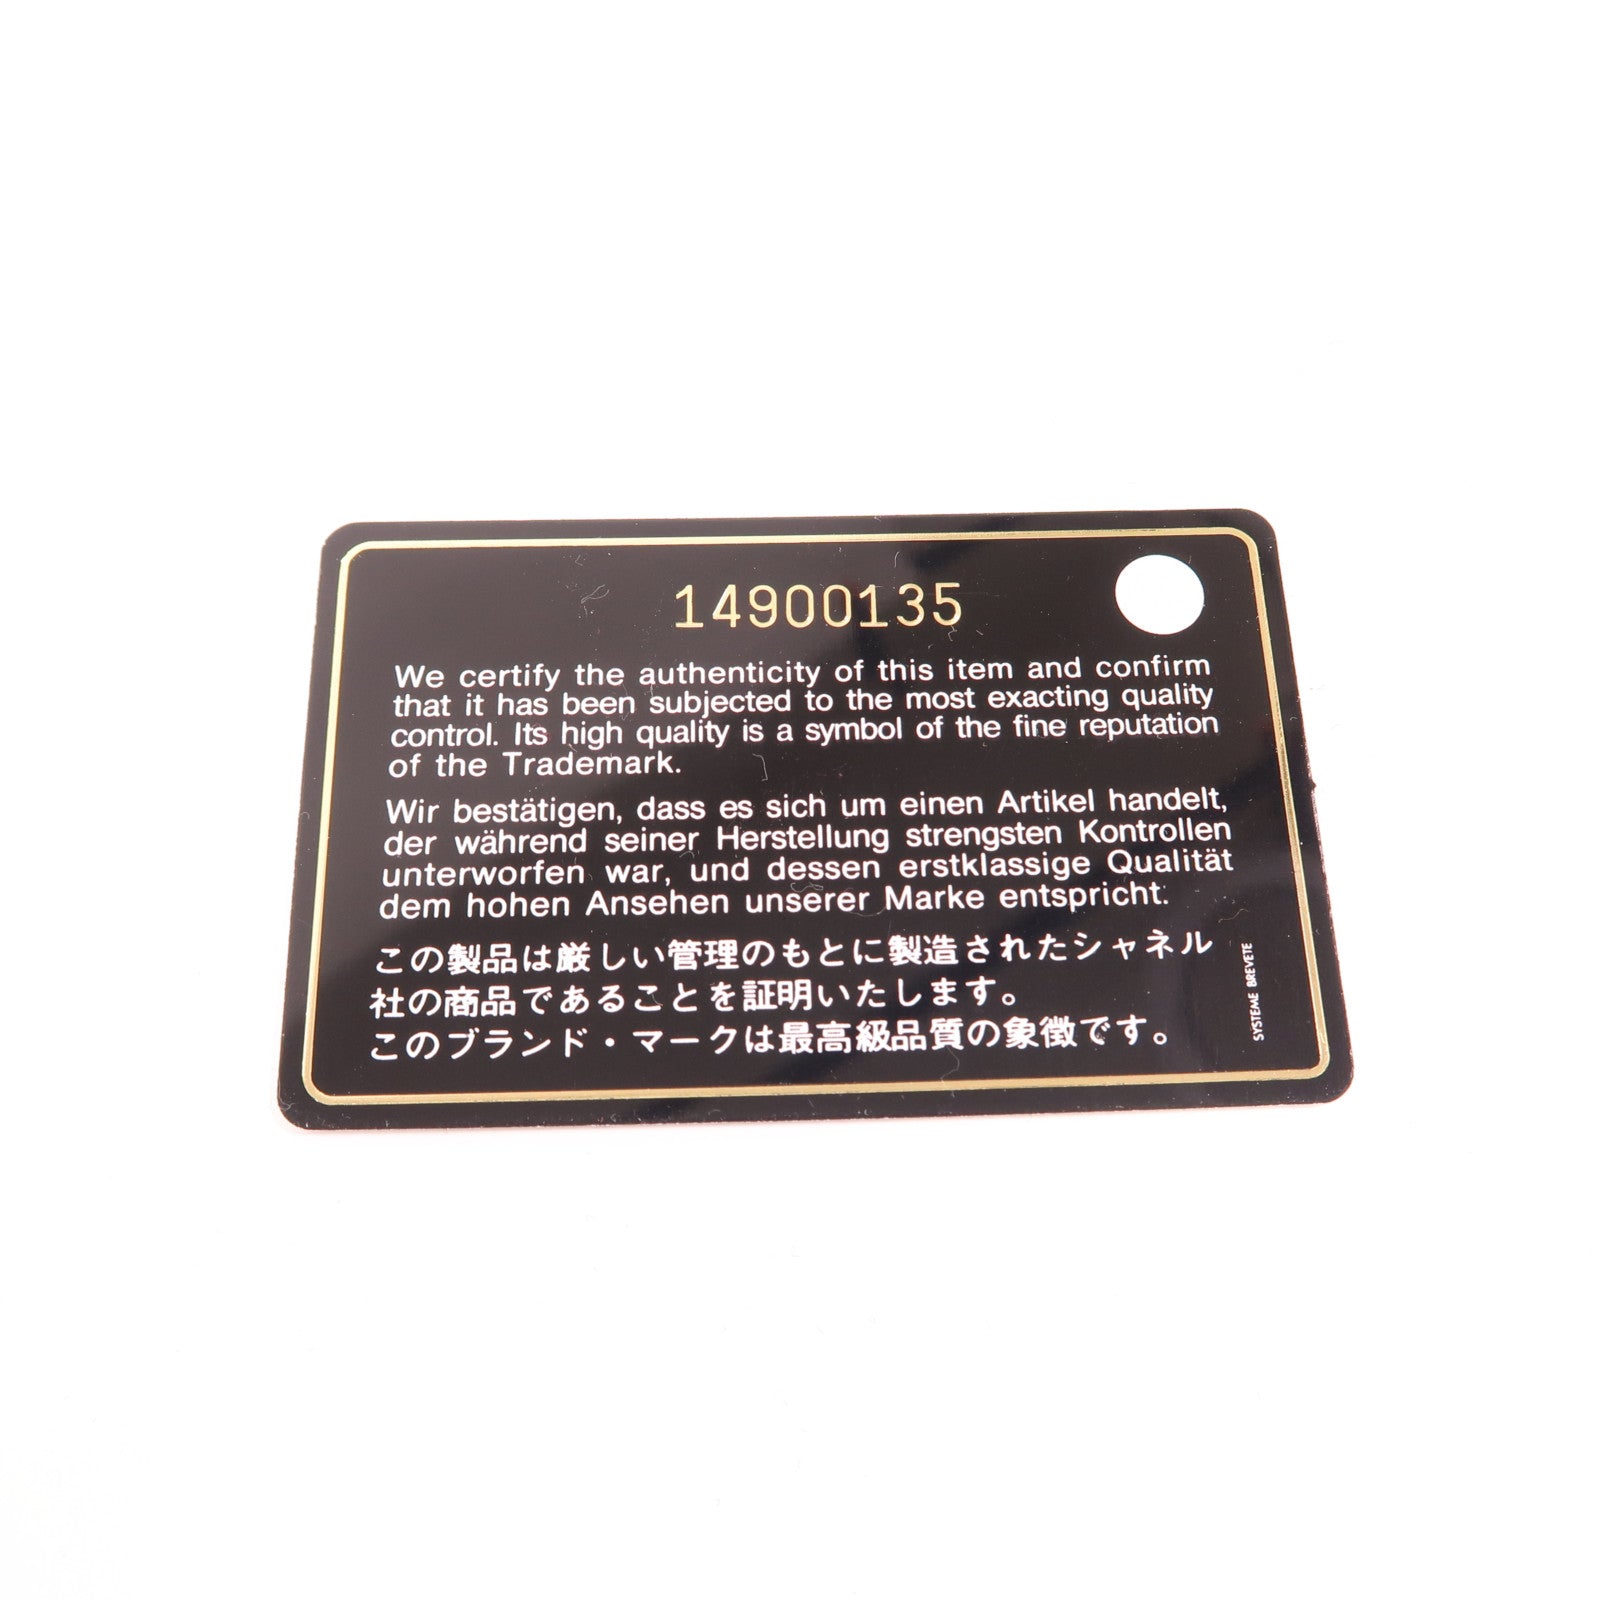 14900135
We certify the authenticity of this item and confirm
that it has been subjected to the most exacting quality
control. Its high quality is a symbol of the fine reputation
of the Trademark.
Wir bestätigen, dass es sich um einen Artikel handelt,
der während seiner Herstellung strengsten Kontrollen
unterworfen war, und dessen erstklassige Qualität
dem hohen Ansehen unserer Marke entspricht.
この製品は厳しい管理のもとに製造されたシャネル
社の商品であることを証明いたします。
このブランド・マークは最高級品質の象徴です。
SYSTEME BREVETE